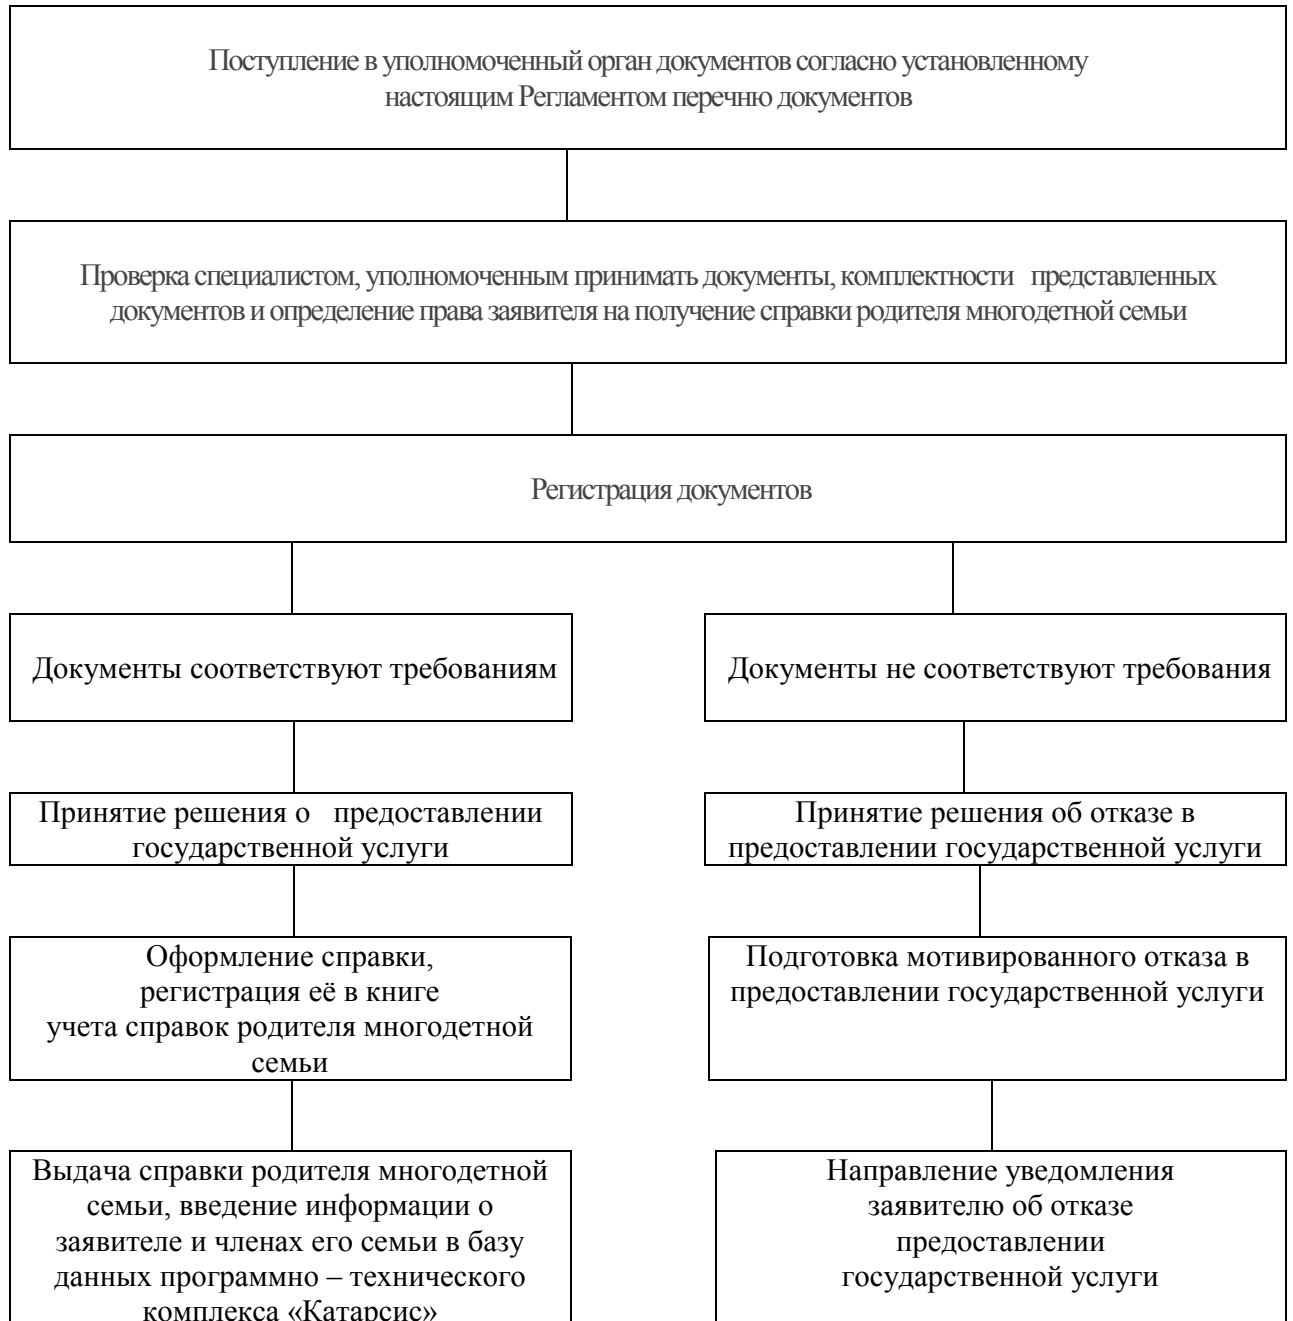 Поступление в уполномоченный орган документов согласно установленному
настоящим Регламентом перечню документов
Проверка специалистом, уполномоченным принимать документы, комплектности представленных
документов и определение права заявителя на получение справки родителя многодетной семьи
Регистрация документов
Документы соответствуют требованиям
Документы не соответствуют требования
Принятие решения о предоставлении
государственной услуги
Принятие решения об отказе в
предоставлении государственной услуги
Оформление справки,
регистрация её в книге
учета справок родителя многодетной
семьи
Подготовка мотивированного отказа в
предоставлении государственной услуги
Выдача справки родителя многодетной
семьи, введение информации о
заявителе и членах его семьи в базу
данных программно – технического
комплекса «Катарсис»
Направление уведомления
заявителю об отказе
предоставлении
государственной услуги